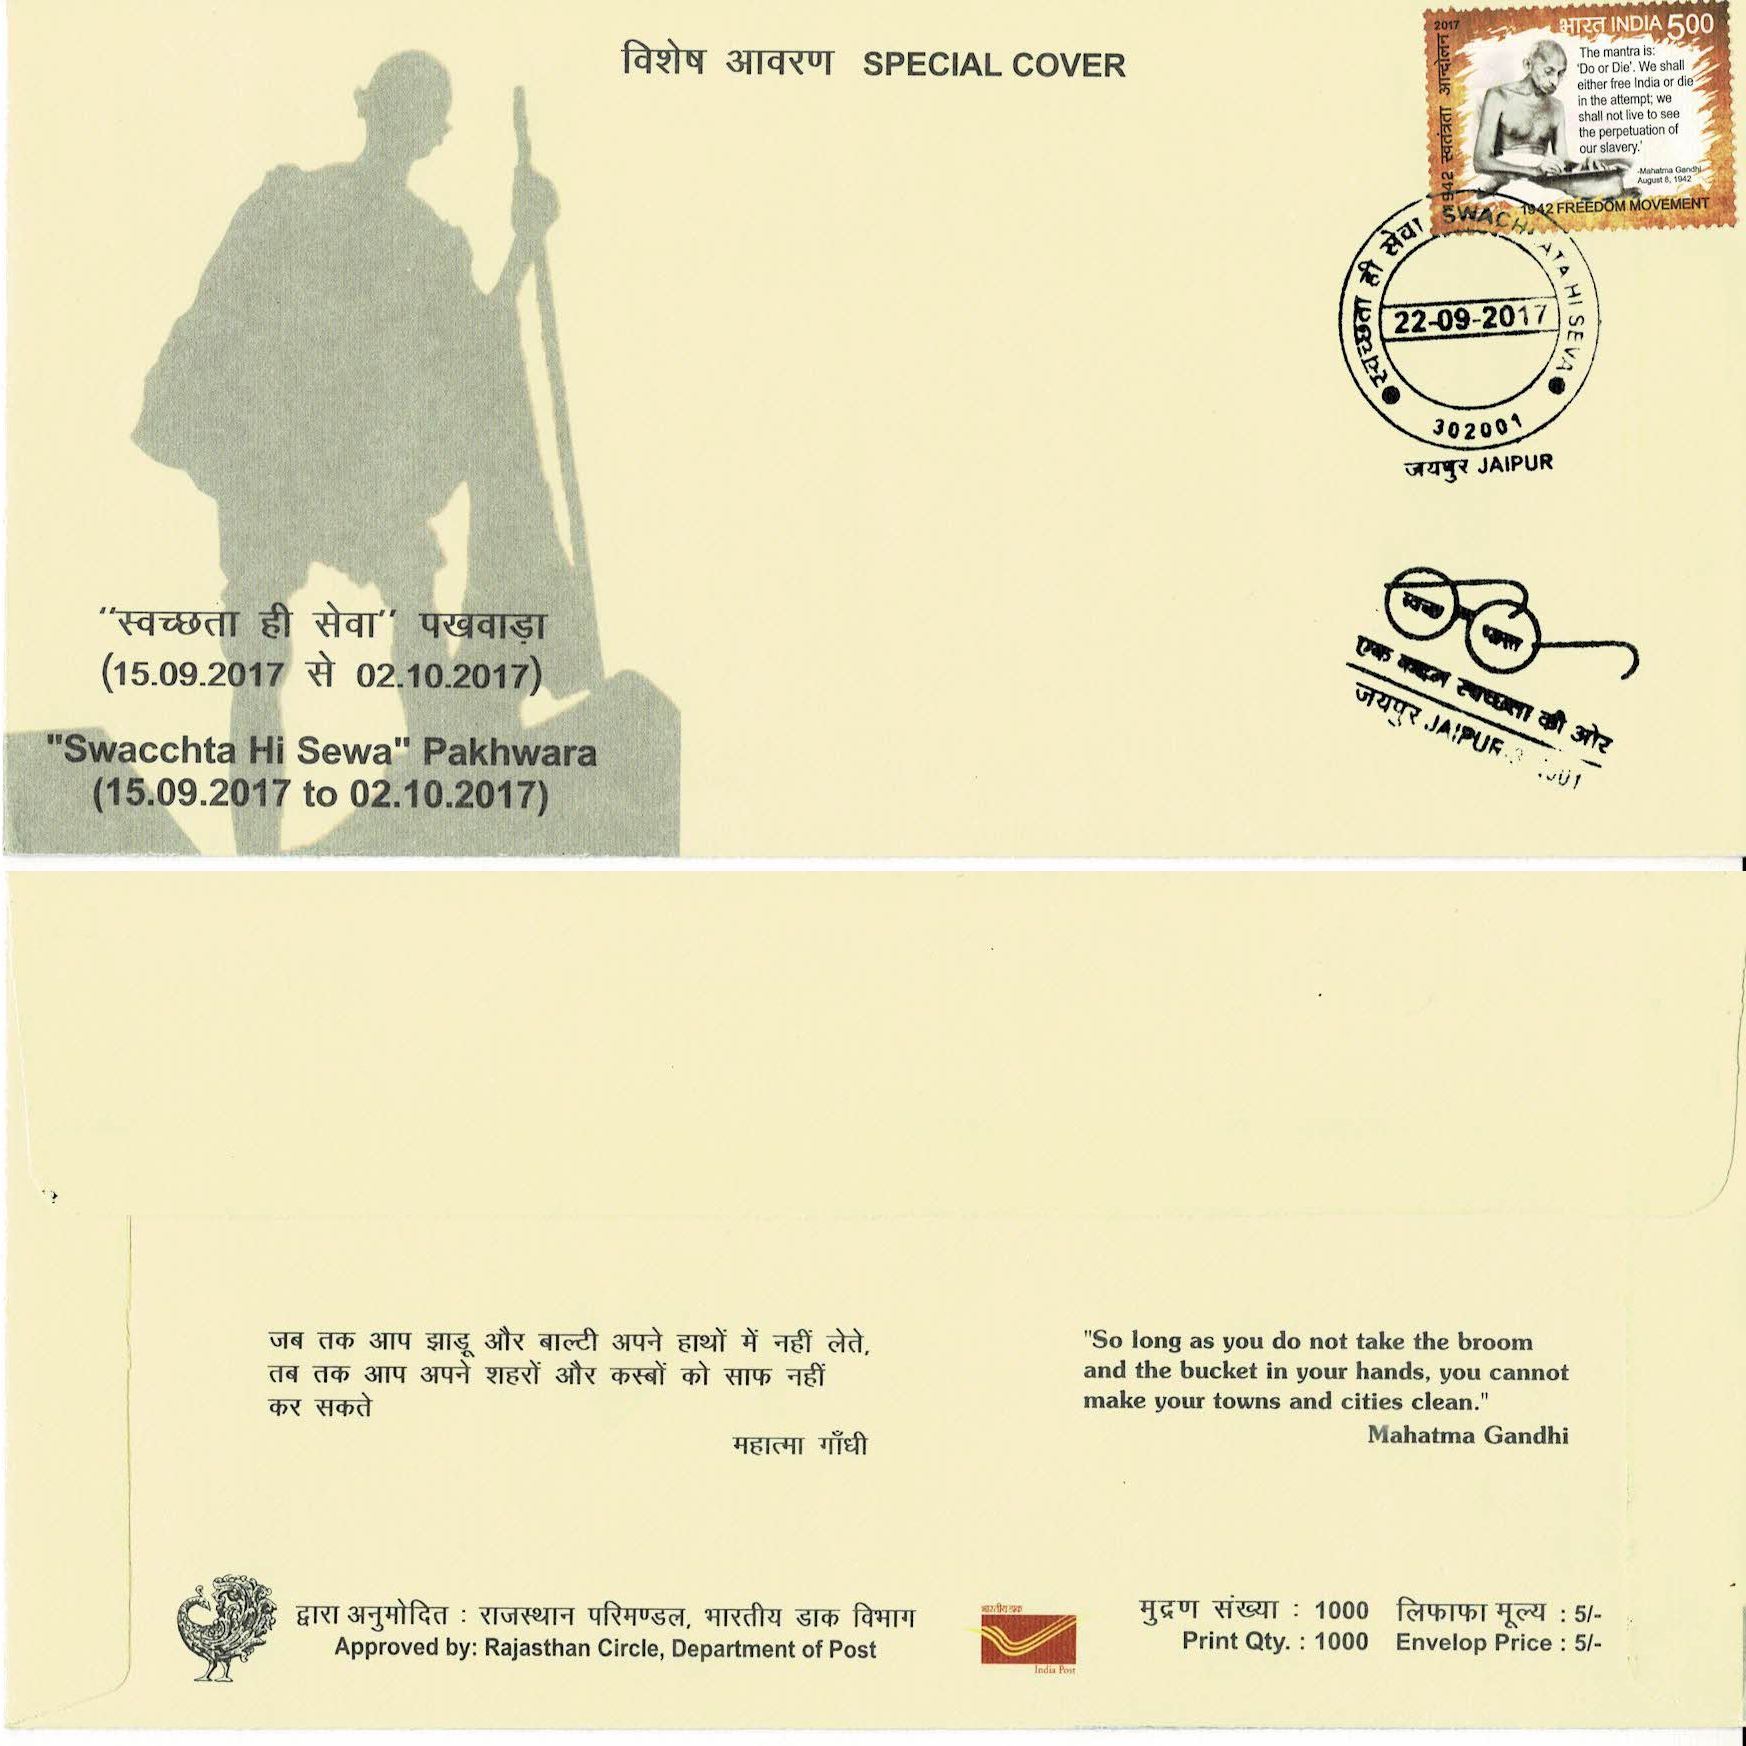 विशेष आवरण SPECIAL COVER
2017
भारत INDIA 500
1942 स्वतंत्रता आन्दोलन
The mantra is:
'Do or Die'. We shall
either free India or die
in the attempt; we
shall not live to see
the perpetuation of
our slavery.'
-Mahatma Gandhi
August 8, 1942
1942 FREEDOM MOVEMENT
स्वच्छता ही सेवा
HI SEVA
22-09-2017
302001
जयपुर JAIPUR
स्वच्छ भारत
एक कदम स्वच्छता की ओर
जयपुर JAIPUR
“स्वच्छता ही सेवा” पखवाड़ा
(15.09.2017 से 02.10.2017)
"Swacchta Hi Sewa" Pakhwara
(15.09.2017 to 02.10.2017)
जब तक आप झाडू और बाल्टी अपने हाथों में नहीं लेते,
तब तक आप अपने शहरों और कस्बों को साफ नहीं
कर सकते
महात्मा गाँधी
"So long as you do not take the broom
and the bucket in your hands, you cannot
make your towns and cities clean."
Mahatma Gandhi
द्वारा अनुमोदित : राजस्थान परिमण्डल, भारतीय डाक विभाग
Approved by: Rajasthan Circle, Department of Post
भारतीय डाक
India Post
मुद्रण संख्या : 1000 लिफाफा मूल्य : 5/-
Print Qty. : 1000 Envelop Price : 5/-